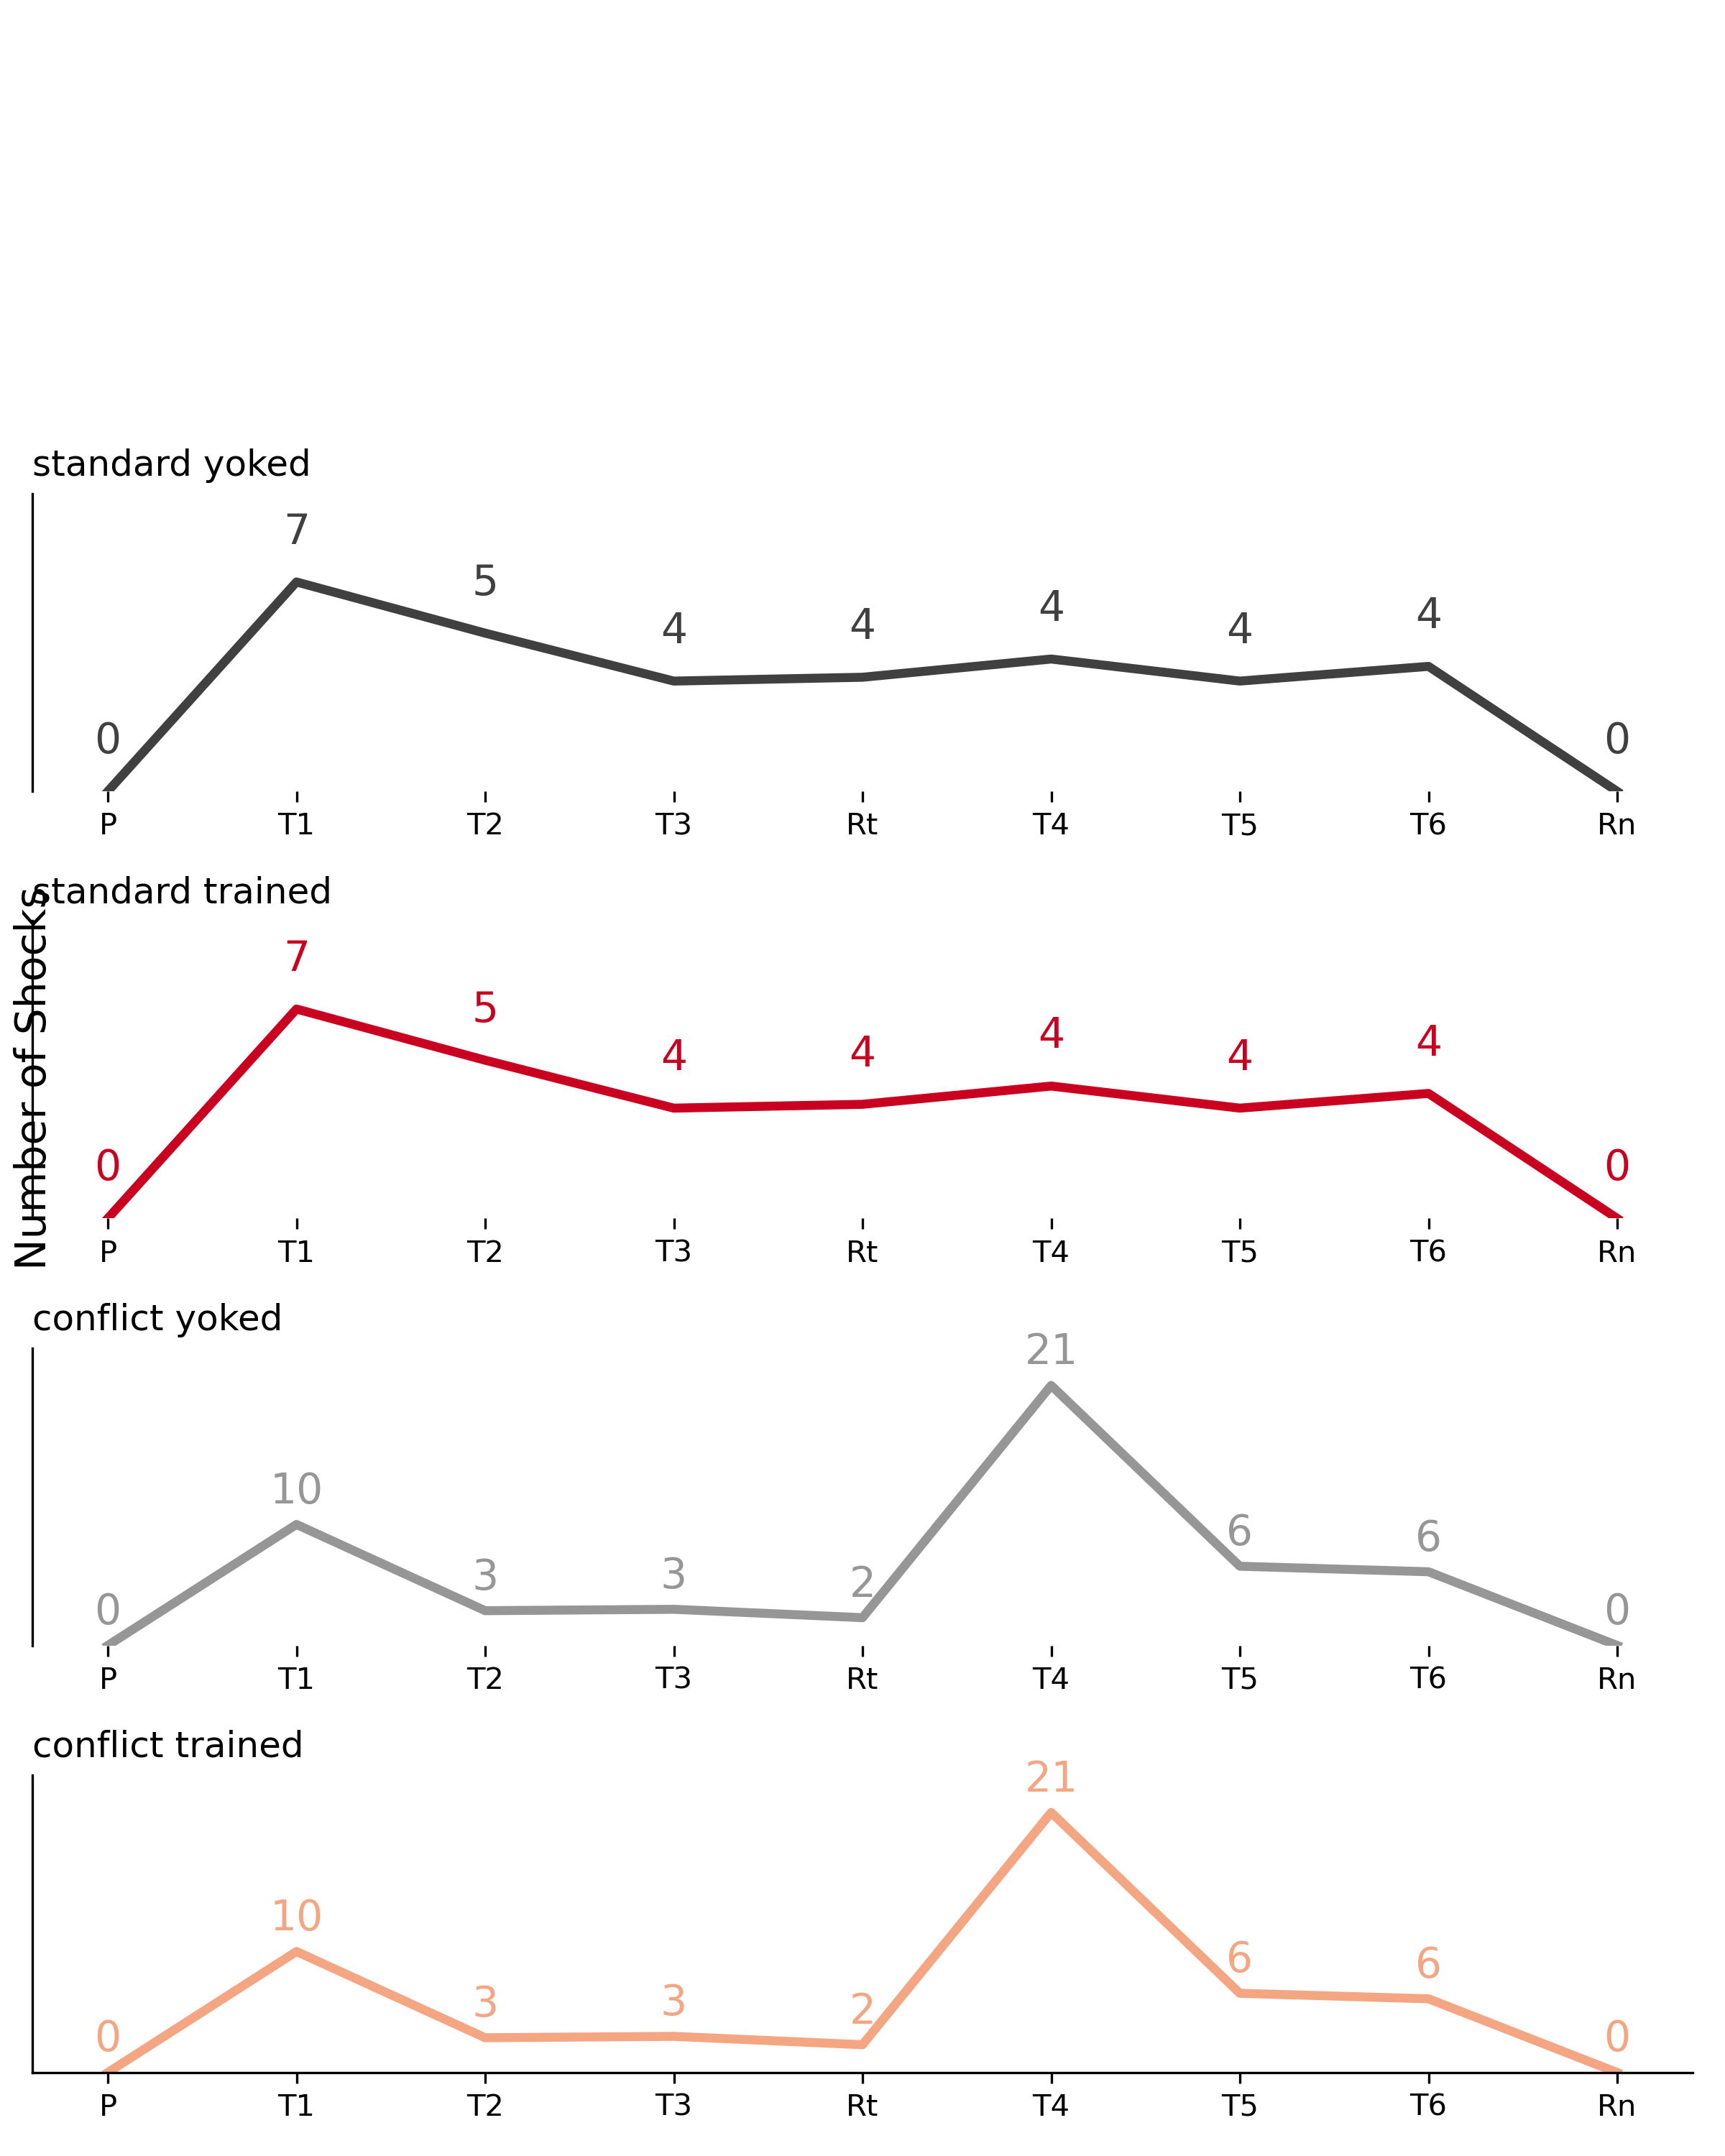 standard yoked
7
5
4 4 4 4 4
0 0
P T1 T2 T3 Rt T4 T5 T6 Rn
Number of Shocks
standard trained
7
5
4 4 4 4 4
0 0
P T1 T2 T3 Rt T4 T5 T6 Rn
conflict yoked
21
10
3 3 2 6 6
0 0
P T1 T2 T3 Rt T4 T5 T6 Rn
conflict trained
21
10
3 3 2 6 6
0 0
P T1 T2 T3 Rt T4 T5 T6 Rn